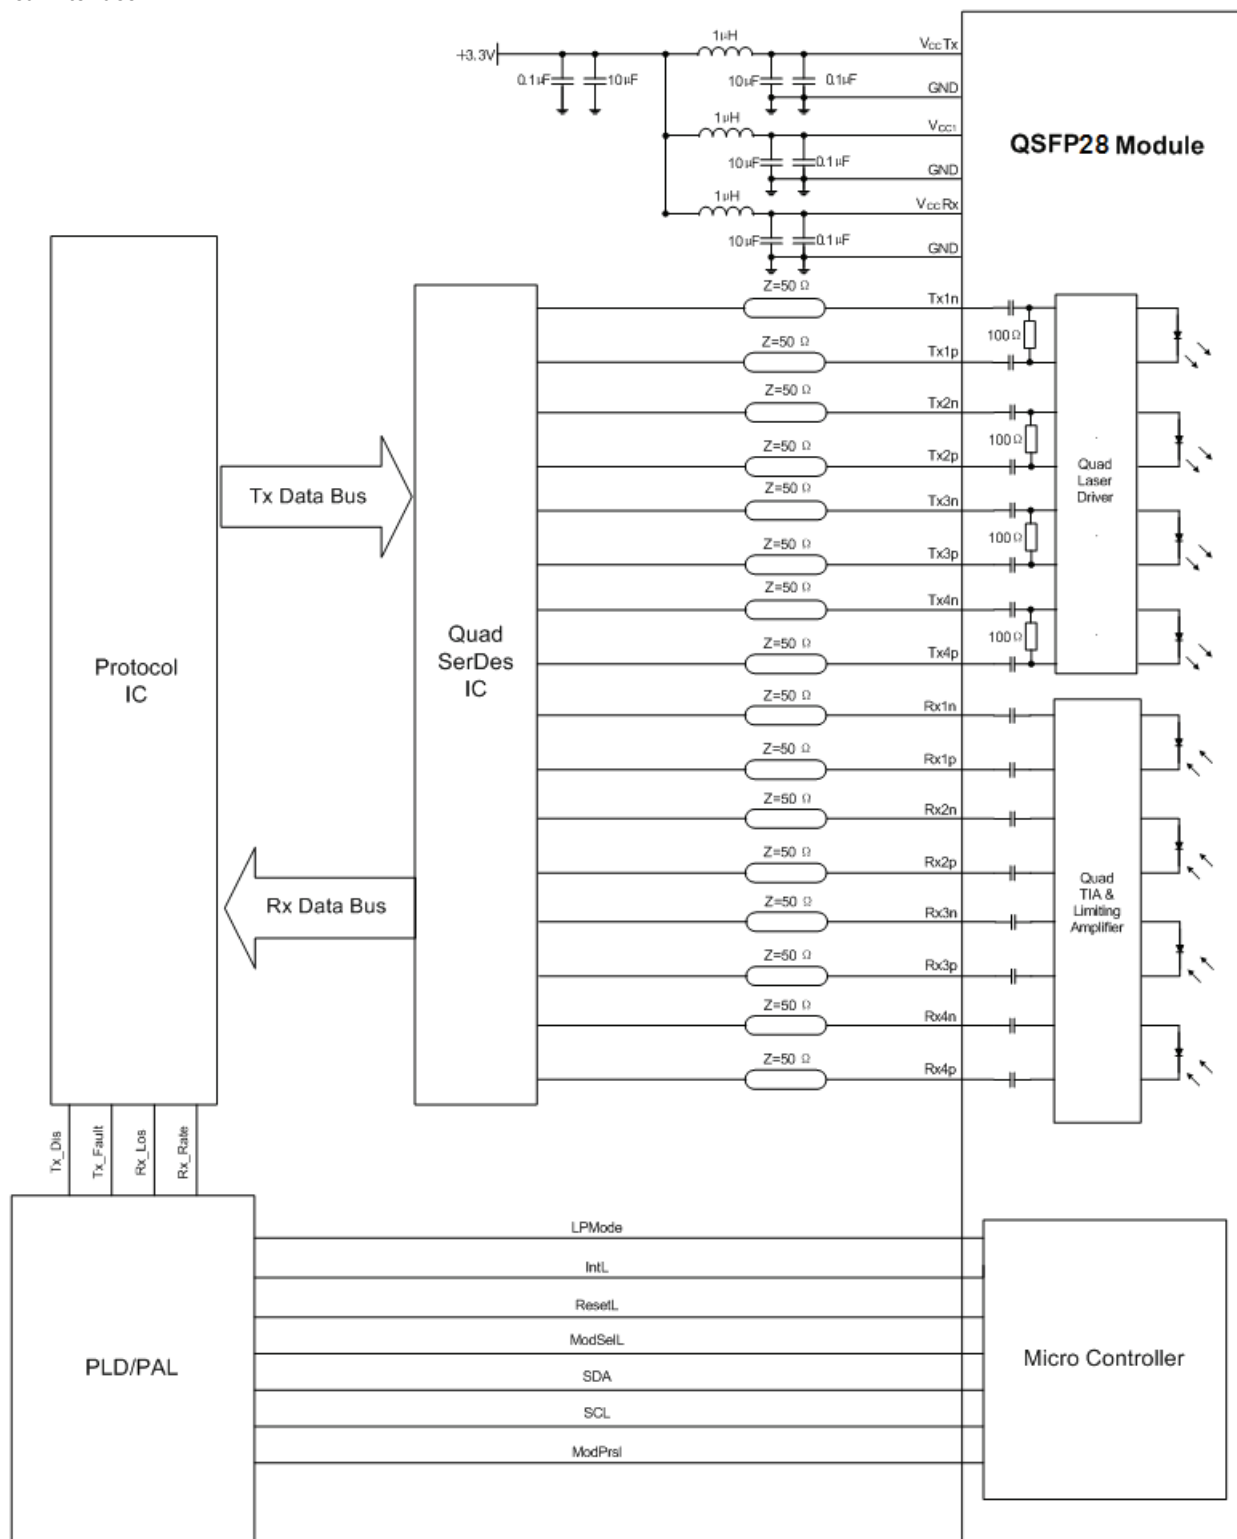 1μH
+3.3V
VCC Tx
0.1μF
10μF
10μF
0.1μF
GND
1μH
VCC1
QSFP28 Module
10μF
0.1μF
GND
1μH
VCC Rx
10μF
0.1μF
GND
Z=50 Ω
Tx1n
100Ω
Z=50 Ω
Tx1p
Z=50 Ω
Tx2n
100Ω
Z=50 Ω
Tx2p
Quad
Laser
Driver
Tx Data Bus
Z=50 Ω
Tx3n
100Ω
Z=50 Ω
Tx3p
Z=50 Ω
Tx4n
100Ω
Z=50 Ω
Tx4p
Quad
SerDes
IC
Protocol
IC
Z=50 Ω
Rx1n
Z=50 Ω
Rx1p
Z=50 Ω
Rx2n
Z=50 Ω
Rx2p
Quad
TIA &
Limiting
Amplifier
Rx Data Bus
Z=50 Ω
Rx3n
Z=50 Ω
Rx3p
Z=50 Ω
Rx4n
Z=50 Ω
Rx4p
Tx_Dis
Tx_Fault
Rx_Los
Rx_Rate
LPMode
IntL
ResetL
ModSelL
SDA
SCL
ModPrsl
PLD/PAL
Micro Controller